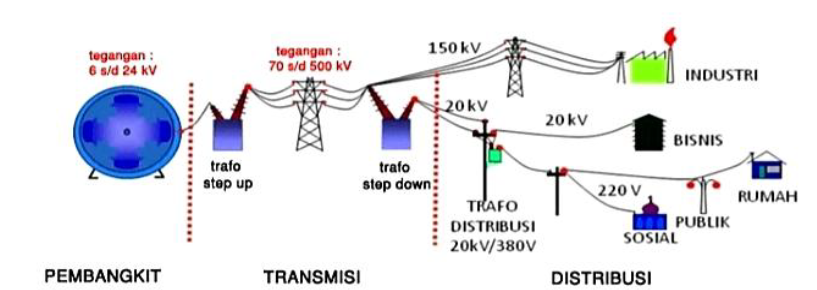 tegangan :
6 s/d 24 kV
tegangan :
70 s/d 500 kV
150 kV
INDUSTRI
20 kV
20 kV
BISNIS
trafo
step up
trafo
step down
TRAFO
DISTRIBUSI
20kV/380V
220 V
RUMAH
PUBLIK
SOSIAL
PEMBANGKIT
TRANSMISI
DISTRIBUSI